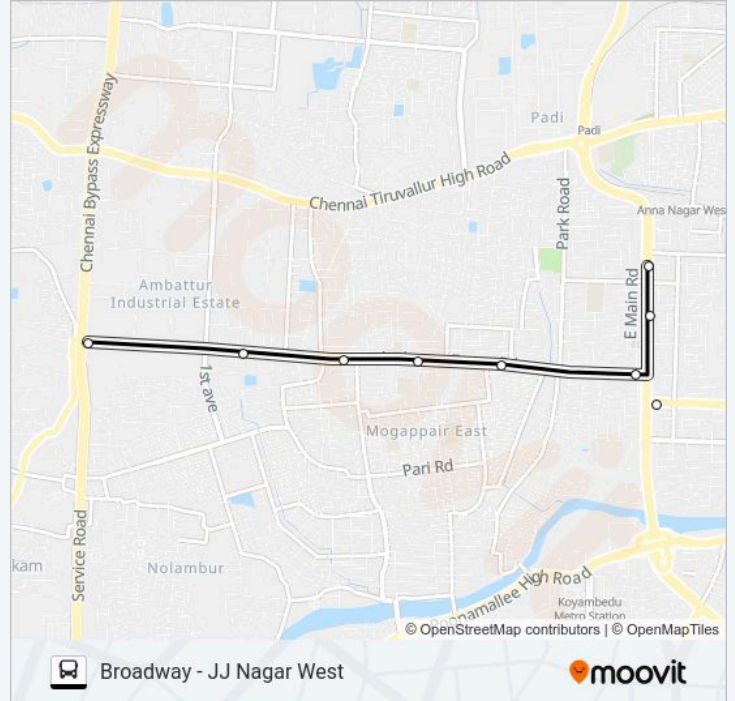 Padi
Padi
Chennai Bypass Expressway
Chennai Tiruvallur High Road
Park Road
Anna Nagar Wes
Ambattur
Industrial Estate
E Main Rd
1st ave
Mogappair East
Pari Rd
Service Road
kam
Nolambur
Poonamallee High Road
Koyambedu
Metro Station
© OpenStreetMap contributors | © OpenMapTiles
Broadway - JJ Nagar West
moovit